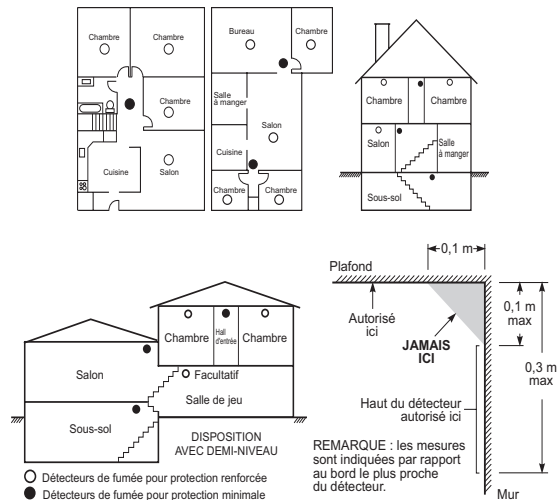 Chambre
Chambre
Chambre
Cuisine
Salon
Bureau
Chambre
Salle
à manger
Salon
Cuisine
Chambre
Chambre
Chambre
Chambre
Salon
Salle
à manger
Sous-sol
Chambre
Hall
d'entrée
Chambre
Salon
Facultatif
Salle de jeu
Sous-sol
DISPOSITION
AVEC DEMI-NIVEAU
Détecteurs de fumée pour protection renforcée
Détecteurs de fumée pour protection minimale
0,1 m
Plafond
Autorisé
ici
JAMAIS
ICI
0,1 m
max
0,3 m
max
Haut du détecteur
autorisé ici
REMARQUE : les mesures
sont indiquées par rapport
au bord le plus proche
du détecteur.
Mur